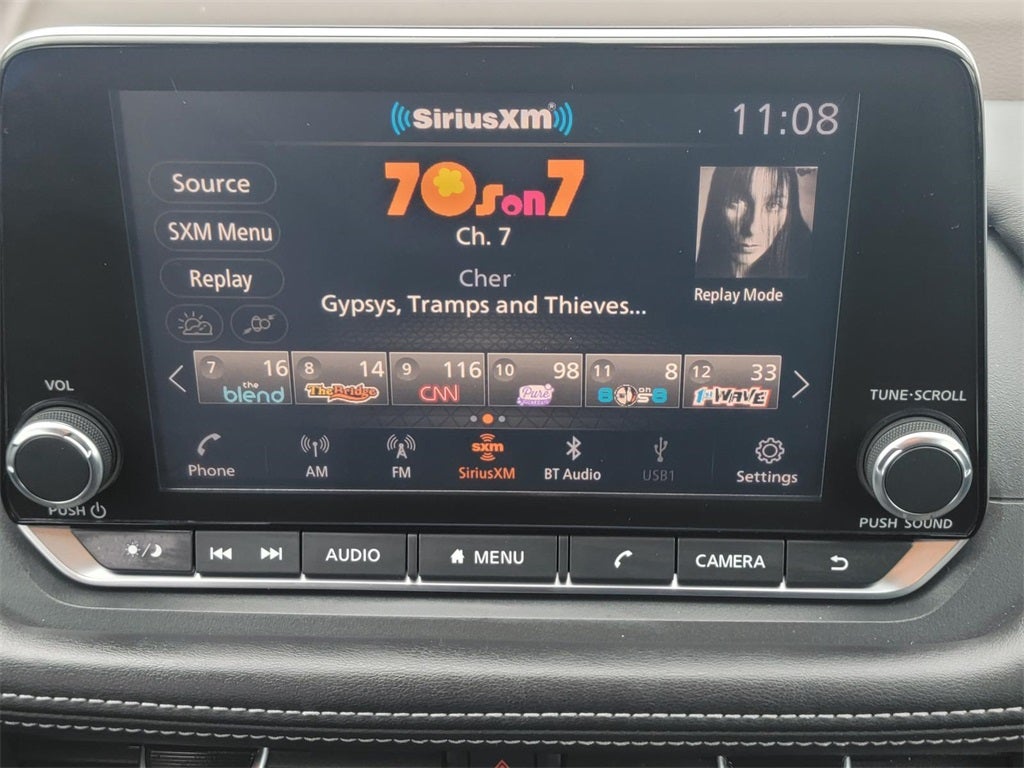 SiriusXM®
11:08
Source
70s on 7
SXM Menu
Ch. 7
Replay
Cher
Replay Mode
Gypsys, Tramps and Thieves...
7 16 the blend
8 14 The Bridge
9 116 CNN
10 98 Pure
11 8 80s on 8
12 33 1st WAVE
VOL
TUNE·SCROLL
Phone
AM
FM
sxm
SiriusXM
BT Audio
USB1
Settings
PUSH
PUSH SOUND
AUDIO
MENU
CAMERA